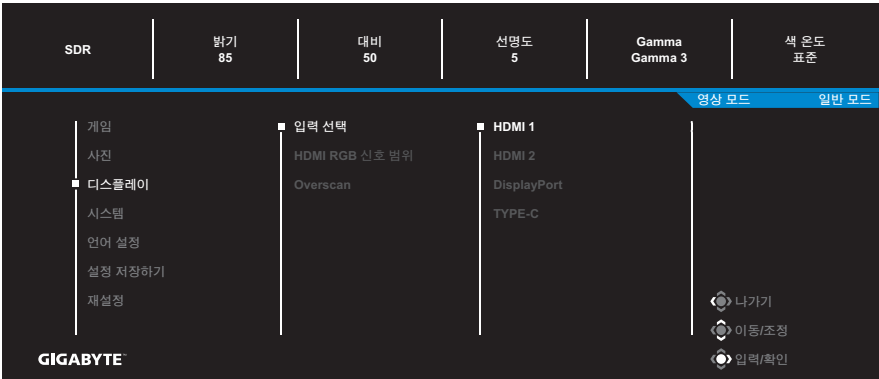 SDR
밝기
85
대비
50
선명도
5
Gamma
Gamma 3
색 온도
표준
영상 모드
일반 모드
게임
사진
디스플레이
시스템
언어 설정
설정 저장하기
재설정
입력 선택
HDMI RGB 신호 범위
Overscan
HDMI 1
HDMI 2
DisplayPort
TYPE-C
나가기
이동/조정
입력/확인
GIGABYTE™